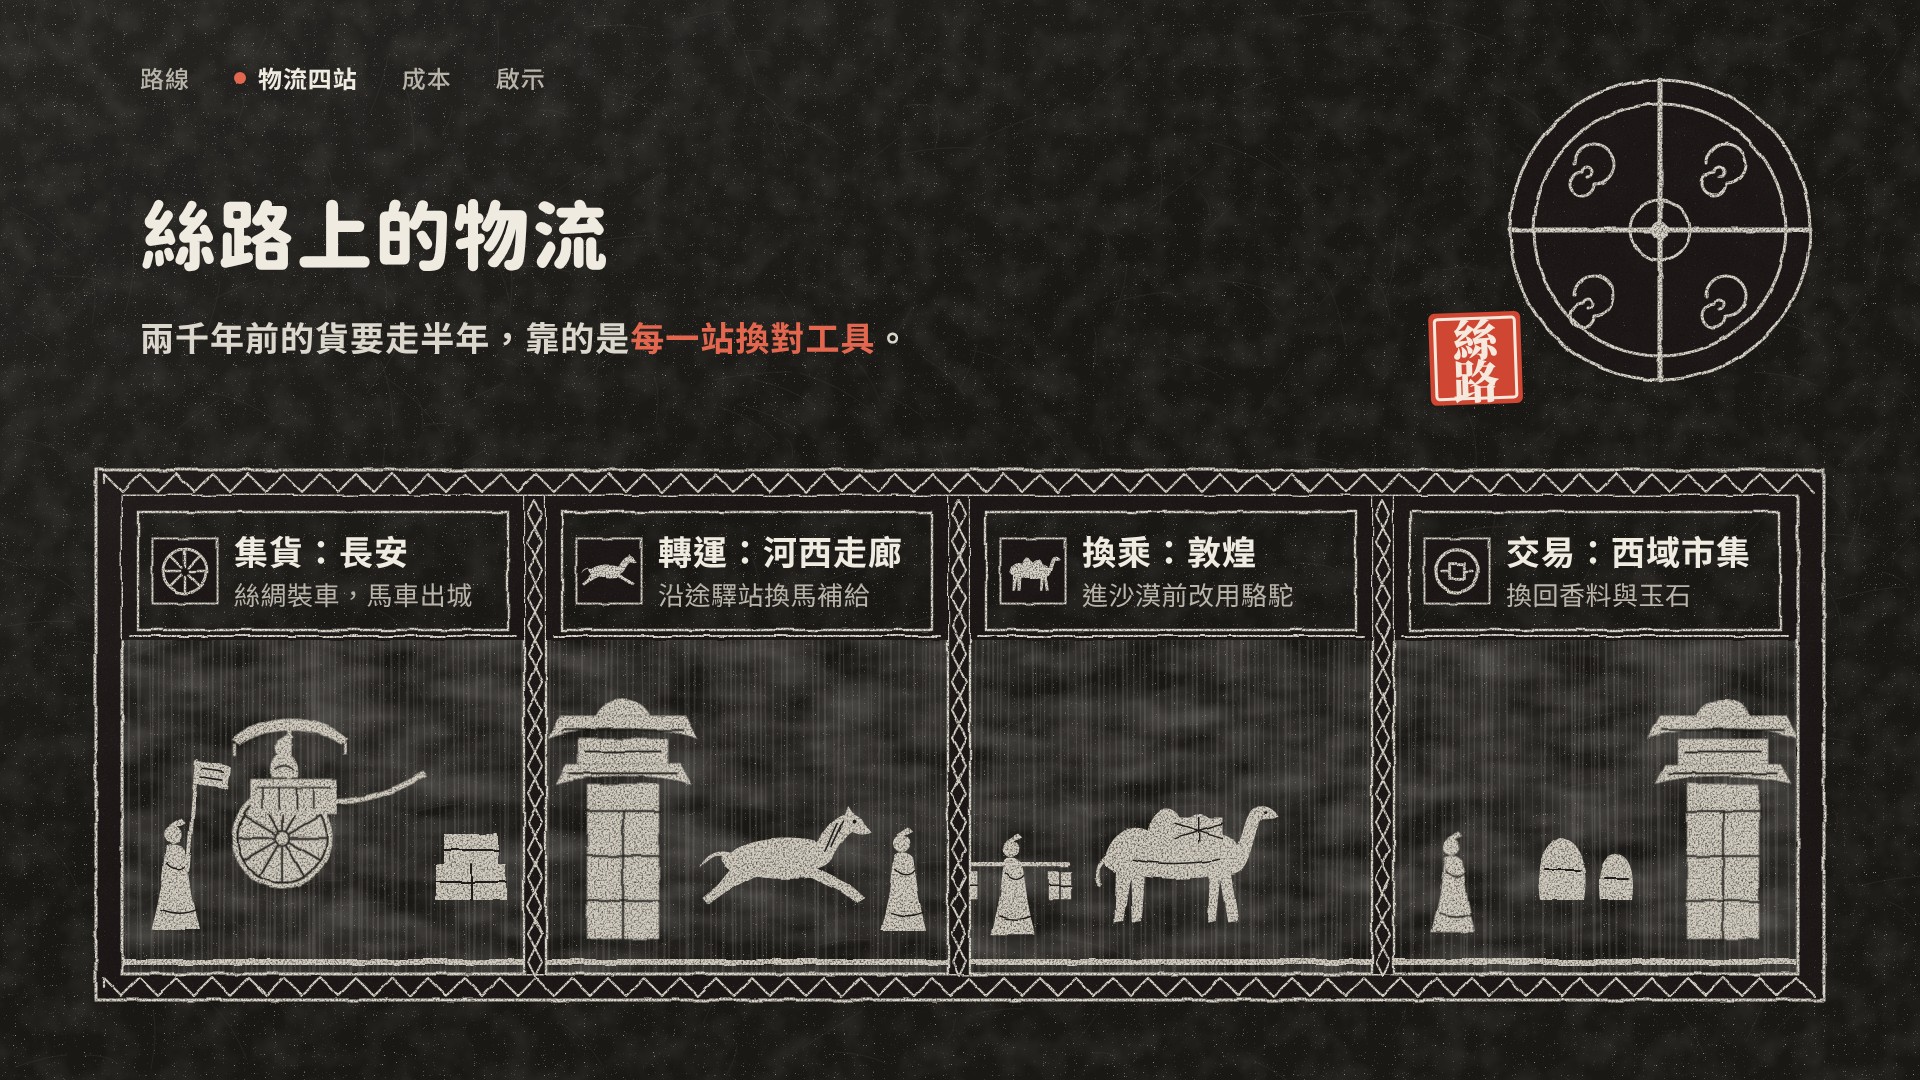 路線
物流四站
成本
啟示
絲路上的物流
兩千年前的貨要走半年，靠的是每一站換對工具。
絲路
集貨：長安
絲綢裝車，馬車出城
轉運：河西走廊
沿途驛站換馬補給
換乘：敦煌
進沙漠前改用駱駝
交易：西域市集
換回香料與玉石